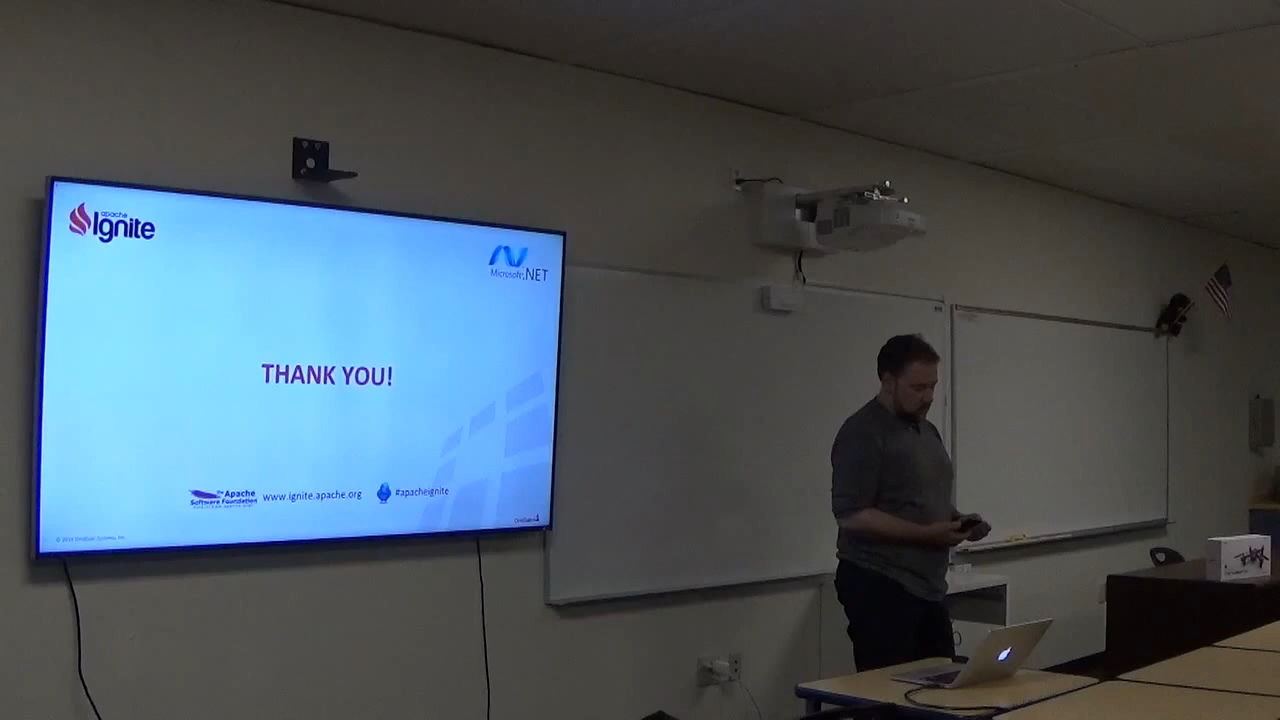 apache
Ignite
Microsoft®
.NET
THANK YOU!
the Apache
Software Foundation
www.ignite.apache.org
#apacheignite